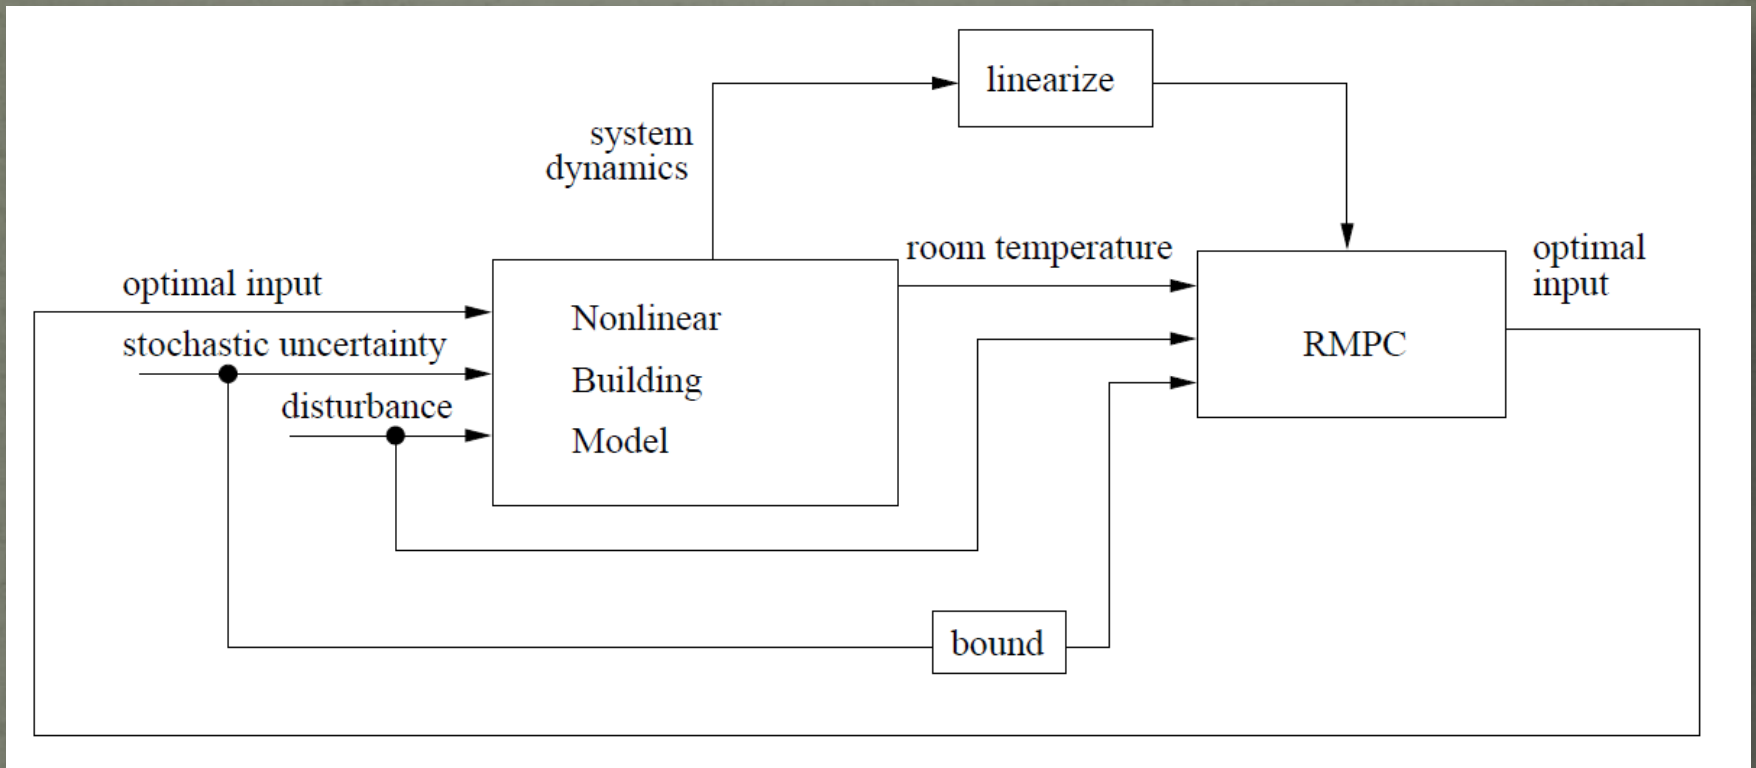 linearize
system
dynamics
room temperature
optimal
input
optimal input
Nonlinear
stochastic uncertainty
RMPC
Building
disturbance
Model
bound